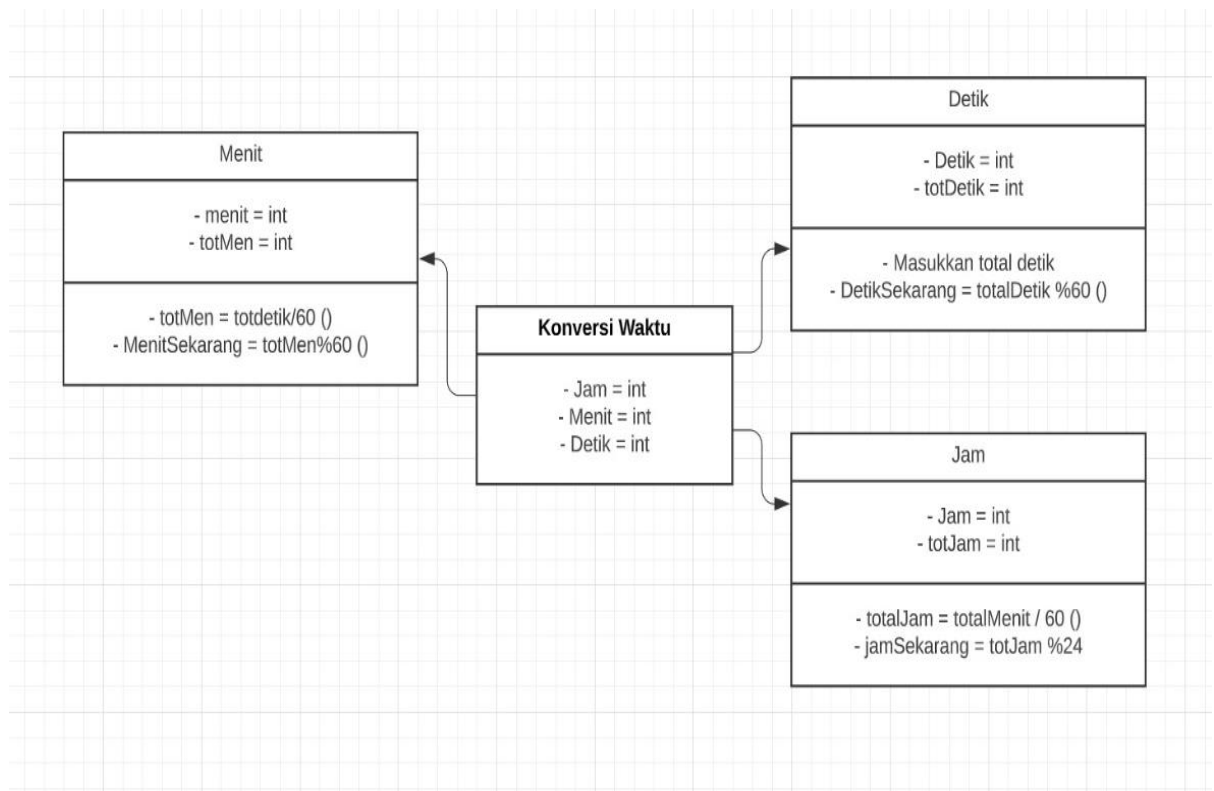 Menit
- menit = int
- totMen = int
- totMen = totdetik/60 ()
- MenitSekarang = totMen%60 ()
Konversi Waktu
- Jam = int
- Menit = int
- Detik = int
Detik
- Detik = int
- totDetik = int
- Masukkan total detik
- DetikSekarang = totalDetik %60 ()
Jam
- Jam = int
- totJam = int
- totalJam = totalMenit / 60 ()
- jamSekarang = totJam %24